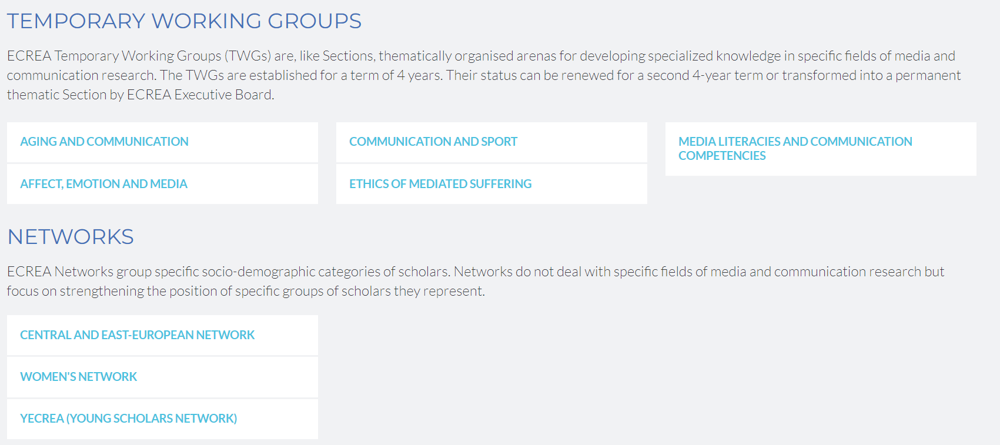 TEMPORARY WORKING GROUPS
ECREA Temporary Working Groups (TWGs) are, like Sections, thematically organised arenas for developing specialized knowledge in specific fields of media and
communication research. The TWGs are established for a term of 4 years. Their status can be renewed for a second 4-year term or transformed into a permanent
thematic Section by ECREA Executive Board.
AGING AND COMMUNICATION
AFFECT, EMOTION AND MEDIA
COMMUNICATION AND SPORT
ETHICS OF MEDIATED SUFFERING
MEDIA LITERACIES AND COMMUNICATION
COMPETENCIES
NETWORKS
ECREA Networks group specific socio-demographic categories of scholars. Networks do not deal with specific fields of media and communication research but
focus on strengthening the position of specific groups of scholars they represent.
CENTRAL AND EAST-EUROPEAN NETWORK
WOMEN'S NETWORK
YECREA (YOUNG SCHOLARS NETWORK)